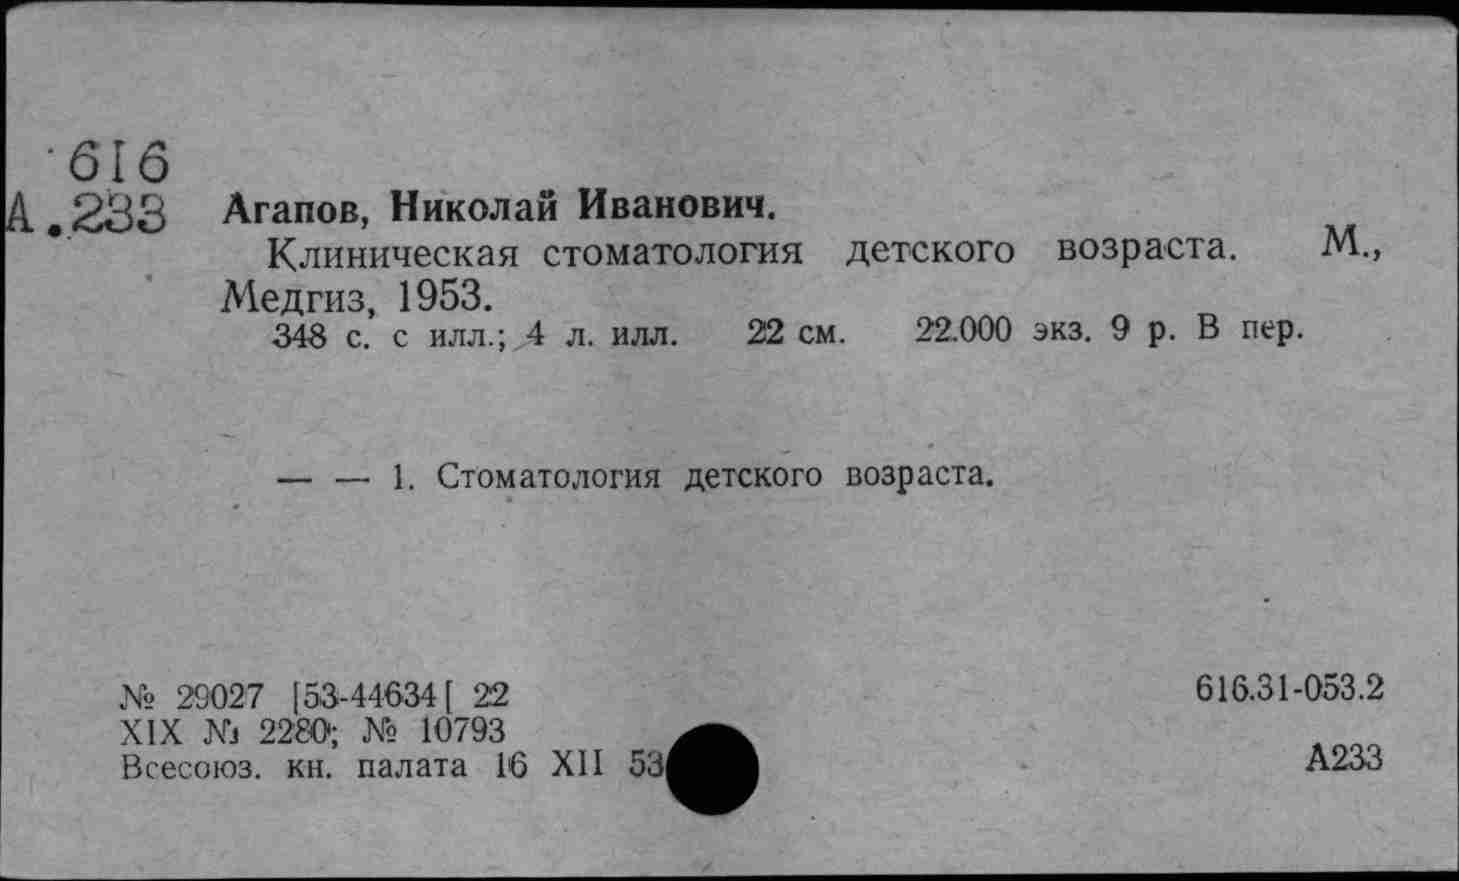 616
А.233 Агапов, Николай Иванович.
Клиническая стоматология детского возраста. М.,
Медгиз, 1953.
348 с. с илл.; 4 л. илл. 22 см. 22.000 экз. 9 р. В пер.
— — 1. Стоматология детского возраста.
№ 29027 [53-44634[ 22
XIX № 2280; № 10793
Всесоюз. кн. палата 16 XII 53
616.31-053.2
А233